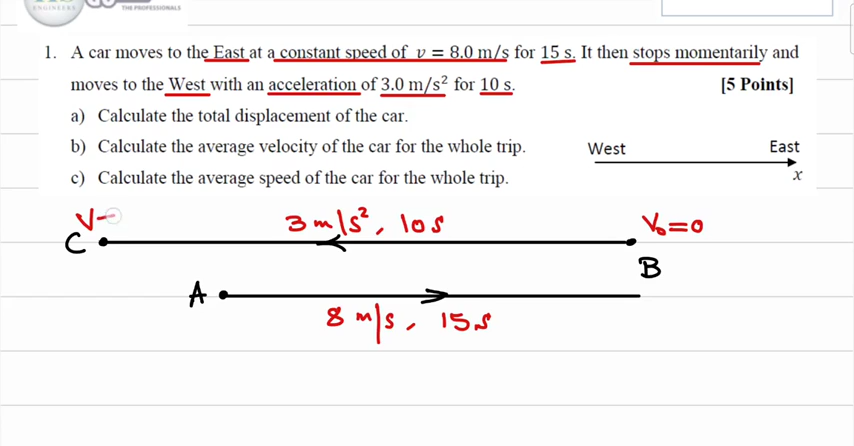 ENGINEERS
THE PROFESSIONALS
1. A car moves to the East at a constant speed of v = 8.0 m/s for 15 s. It then stops momentarily and
moves to the West with an acceleration of 3.0 m/s² for 10 s. [5 Points]
a) Calculate the total displacement of the car.
b) Calculate the average velocity of the car for the whole trip.
West East
c) Calculate the average speed of the car for the whole trip.
x
V=
3 m/s², 10s
V₀=0
C
B
A
8 m/s, 15s